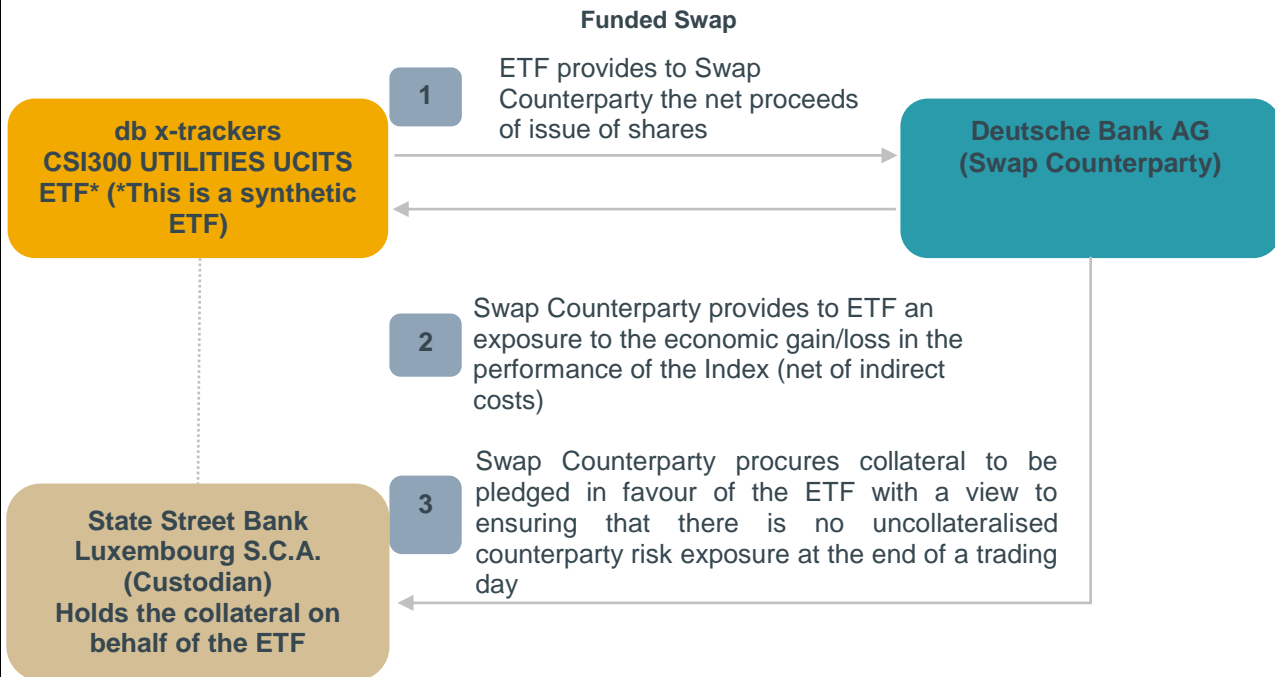 Funded Swap
1
ETF provides to Swap
Counterparty the net proceeds
of issue of shares
db x-trackers
CSI300 UTILITIES UCITS
ETF* (*This is a synthetic
ETF)
Deutsche Bank AG
(Swap Counterparty)
2
Swap Counterparty provides to ETF an
exposure to the economic gain/loss in the
performance of the Index (net of indirect
costs)
3
Swap Counterparty procures collateral to be
pledged in favour of the ETF with a view to
ensuring that there is no uncollateralised
counterparty risk exposure at the end of a trading
day
State Street Bank
Luxembourg S.C.A.
(Custodian)
Holds the collateral on
behalf of the ETF